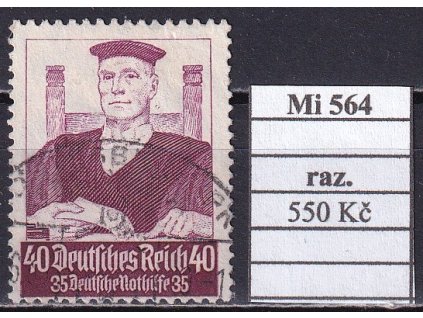 40 Deutsches Reich 40
35 Deutsche Nothilfe 35
Mi 564
raz.
550 Kč